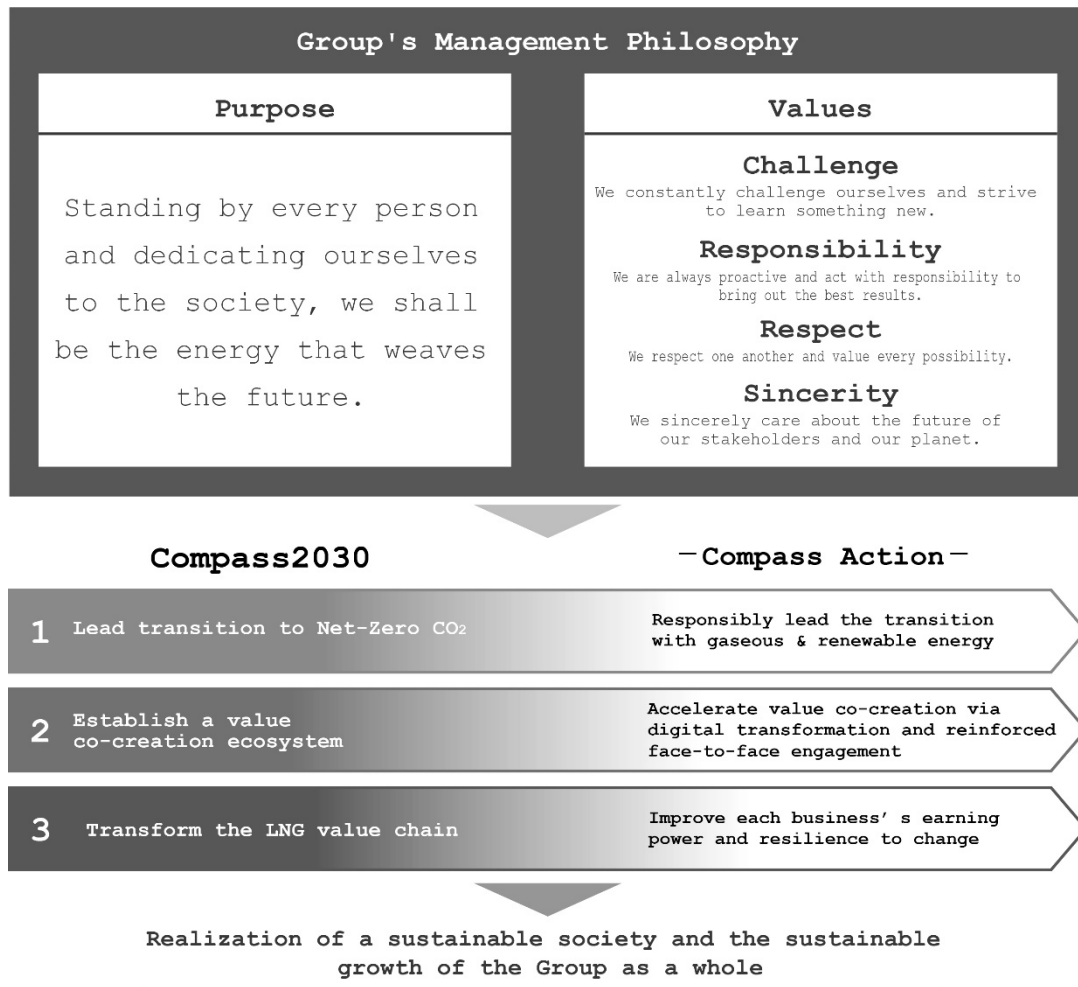 Group's Management Philosophy
Purpose
Standing by every person
and dedicating ourselves
to the society, we shall
be the energy that weaves
the future.
Values
Challenge
We constantly challenge ourselves and strive
to learn something new.
Responsibility
We are always proactive and act with responsibility to
bring out the best results.
Respect
We respect one another and value every possibility.
Sincerity
We sincerely care about the future of
our stakeholders and our planet.
Compass2030
－Compass Action－
1 Lead transition to Net-Zero CO₂
Responsibly lead the transition
with gaseous & renewable energy
2 Establish a value
co-creation ecosystem
Accelerate value co-creation via
digital transformation and reinforced
face-to-face engagement
3 Transform the LNG value chain
Improve each business’ s earning
power and resilience to change
Realization of a sustainable society and the sustainable
growth of the Group as a whole